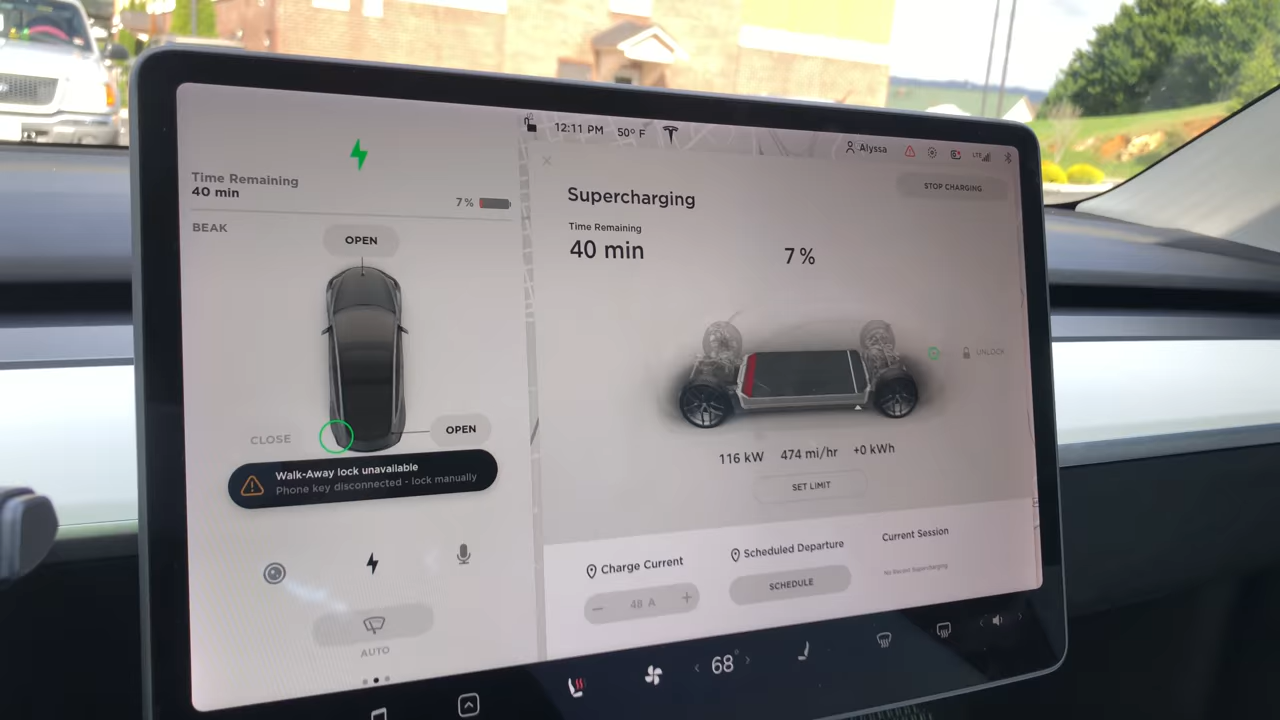 12:11 PM 50° F
Alyssa
LTE
Time Remaining
40 min
7 %
BEAK
OPEN
CLOSE
OPEN
Walk-Away lock unavailable
Phone key disconnected - lock manually
AUTO
Supercharging
STOP CHARGING
Time Remaining
40 min
7 %
UNLOCK
116 kW 474 mi/hr +0 kWh
SET LIMIT
Charge Current
48 A
Scheduled Departure
SCHEDULE
Current Session
No Recent Supercharging
68°